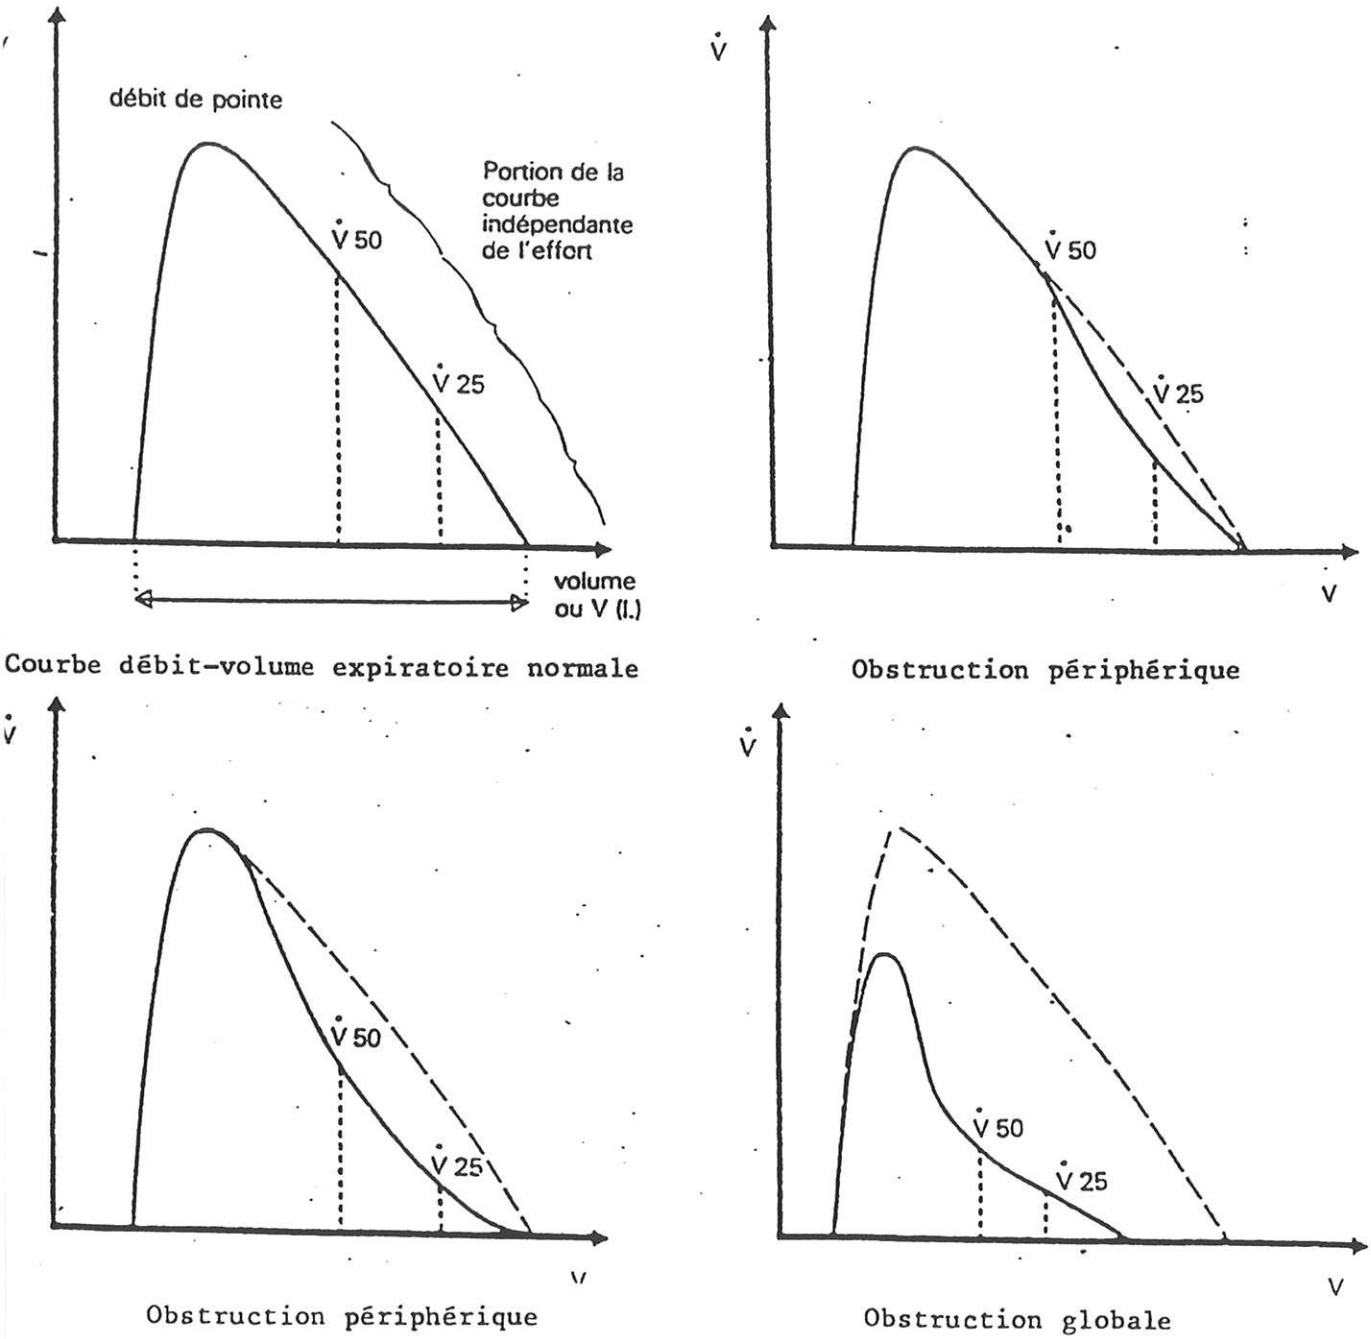 débit de pointe
Portion de la
courbe
indépendante
de l'effort
V̇ 50
V̇ 25
volume
ou V (l.)
Courbe débit-volume expiratoire normale
V̇
V̇ 50
V̇ 25
V
Obstruction périphérique
V̇
V̇ 50
V̇ 25
V
Obstruction périphérique
V̇
V̇ 50
V̇ 25
V
Obstruction globale